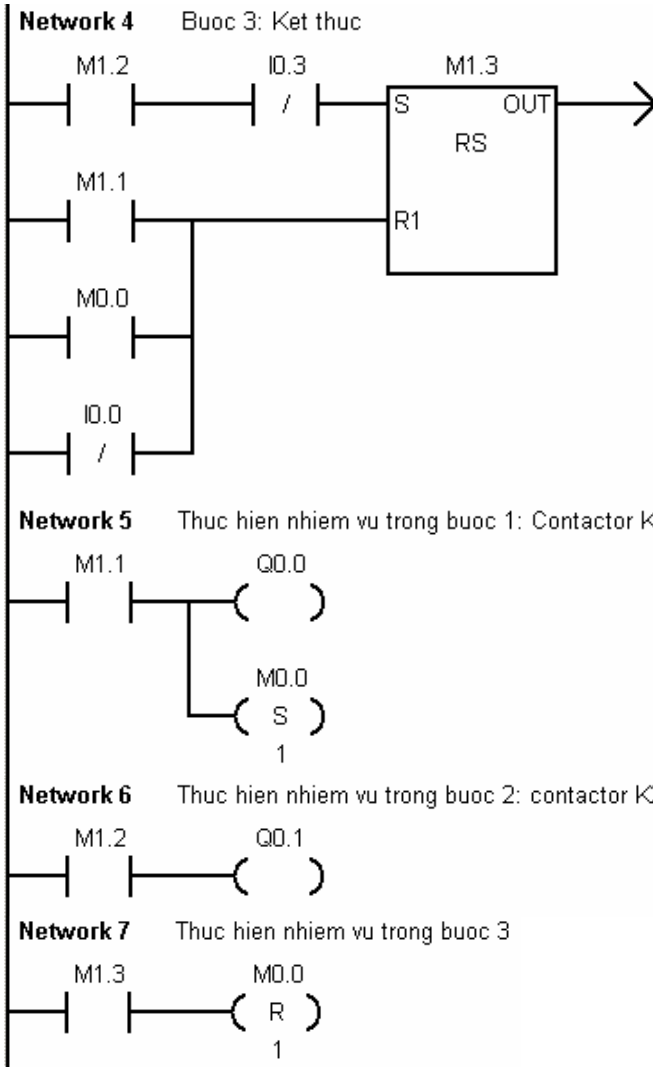 Network 4 Buoc 3: Ket thuc
M1.2 I0.3 M1.3
/ S OUT
RS
M1.1
R1
M0.0
I0.0
/
Network 5 Thuc hien nhiem vu trong buoc 1: Contactor
M1.1 Q0.0
M0.0
S
1
Network 6 Thuc hien nhiem vu trong buoc 2: contactor
M1.2 Q0.1
Network 7 Thuc hien nhiem vu trong buoc 3
M1.3 M0.0
R
1